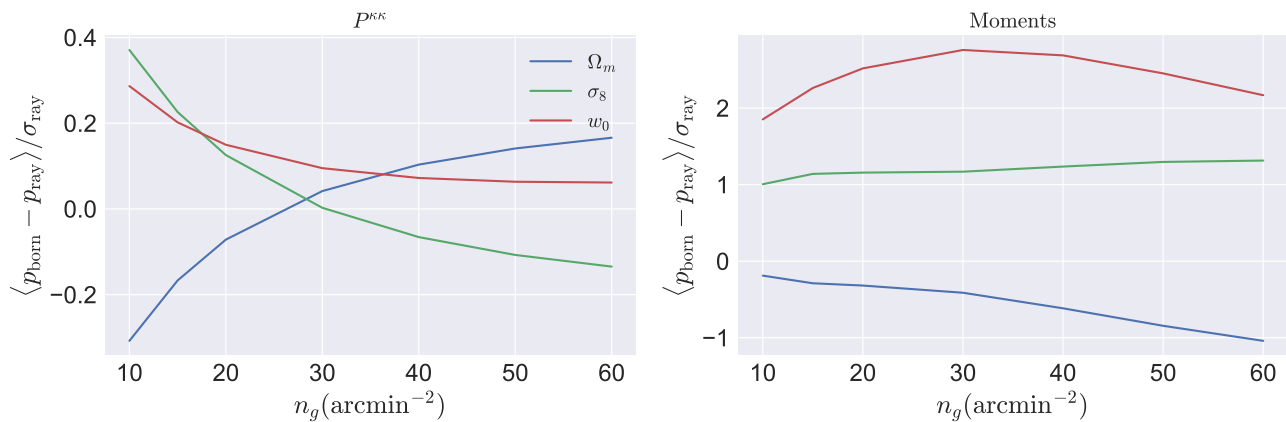 P^{κκ}
0.4
0.2
0.0
−0.2
⟨p_born − p_ray⟩/σ_ray
Ω_m
σ_8
w_0
10 20 30 40 50 60
n_g(arcmin^{−2})
Moments
2
1
0
−1
⟨p_born − p_ray⟩/σ_ray
10 20 30 40 50 60
n_g(arcmin^{−2})